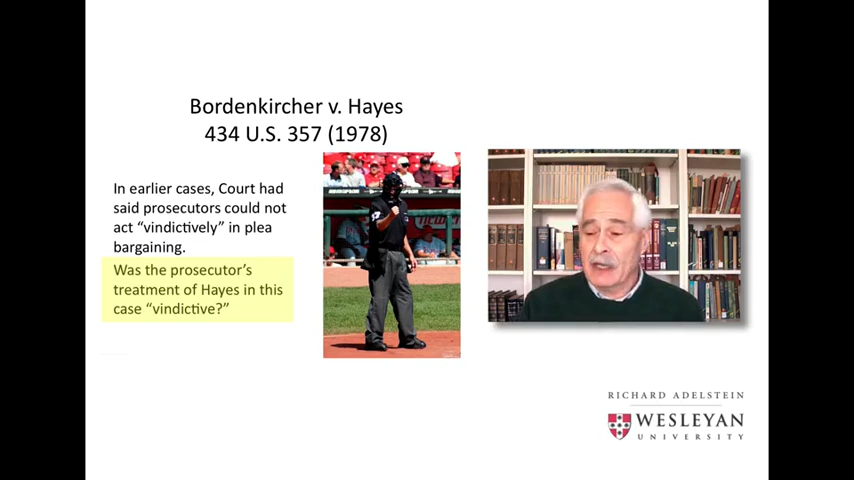 Bordenkircher v. Hayes
434 U.S. 357 (1978)
In earlier cases, Court had
said prosecutors could not
act “vindictively” in plea
bargaining.
Was the prosecutor’s
treatment of Hayes in this
case “vindictive?”
RICHARD ADELSTEIN
WESLEYAN
UNIVERSITY